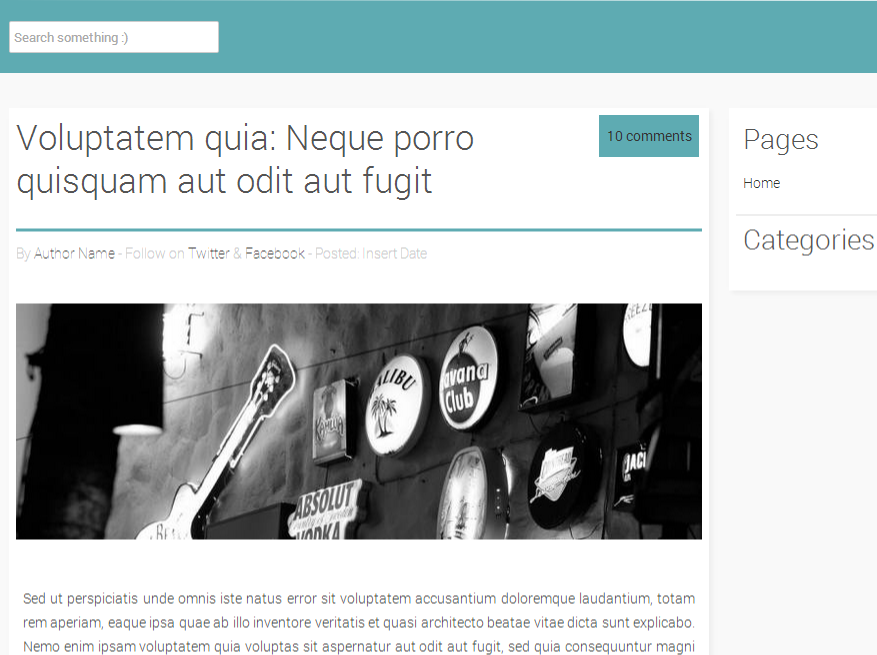 Search something :)
Voluptatem quia: Neque porro
quisquam aut odit aut fugit
10 comments
By Author Name - Follow on Twitter & Facebook - Posted: Insert Date
Pages
Home
Categories
MALIBU
avana
Club
KAHLUA
ABSOLUT
VODKA
JACK
Sed ut perspiciatis unde omnis iste natus error sit voluptatem accusantium doloremque laudantium, totam
rem aperiam, eaque ipsa quae ab illo inventore veritatis et quasi architecto beatae vitae dicta sunt explicabo.
Nemo enim ipsam voluptatem quia voluptas sit aspernatur aut odit aut fugit, sed quia consequuntur magni